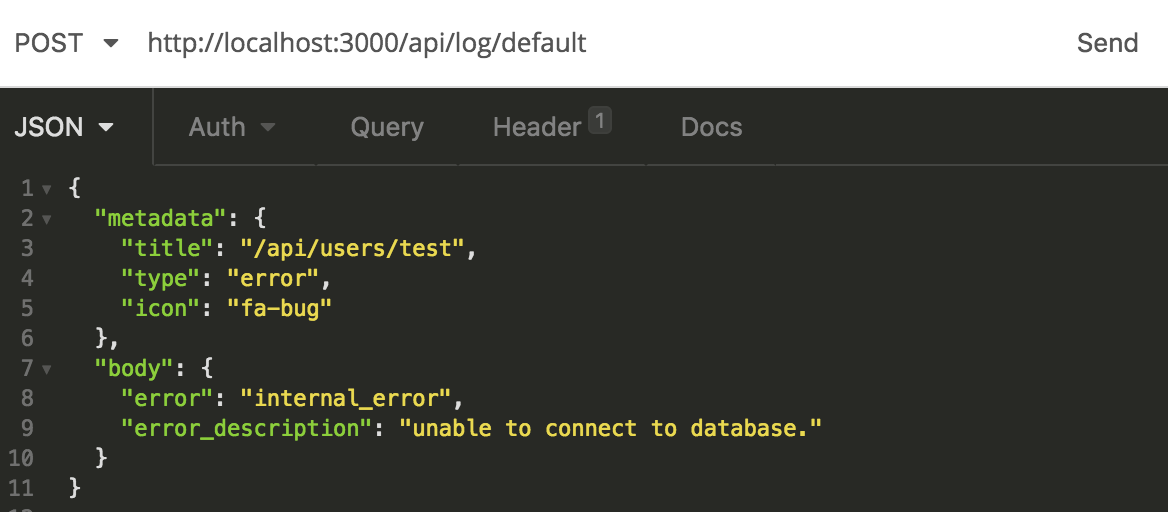 POST http://localhost:3000/api/log/default Send
JSON Auth Query Header 1 Docs
1 {
2 "metadata": {
3 "title": "/api/users/test",
4 "type": "error",
5 "icon": "fa-bug"
6 },
7 "body": {
8 "error": "internal_error",
9 "error_description": "unable to connect to database."
10 }
11 }